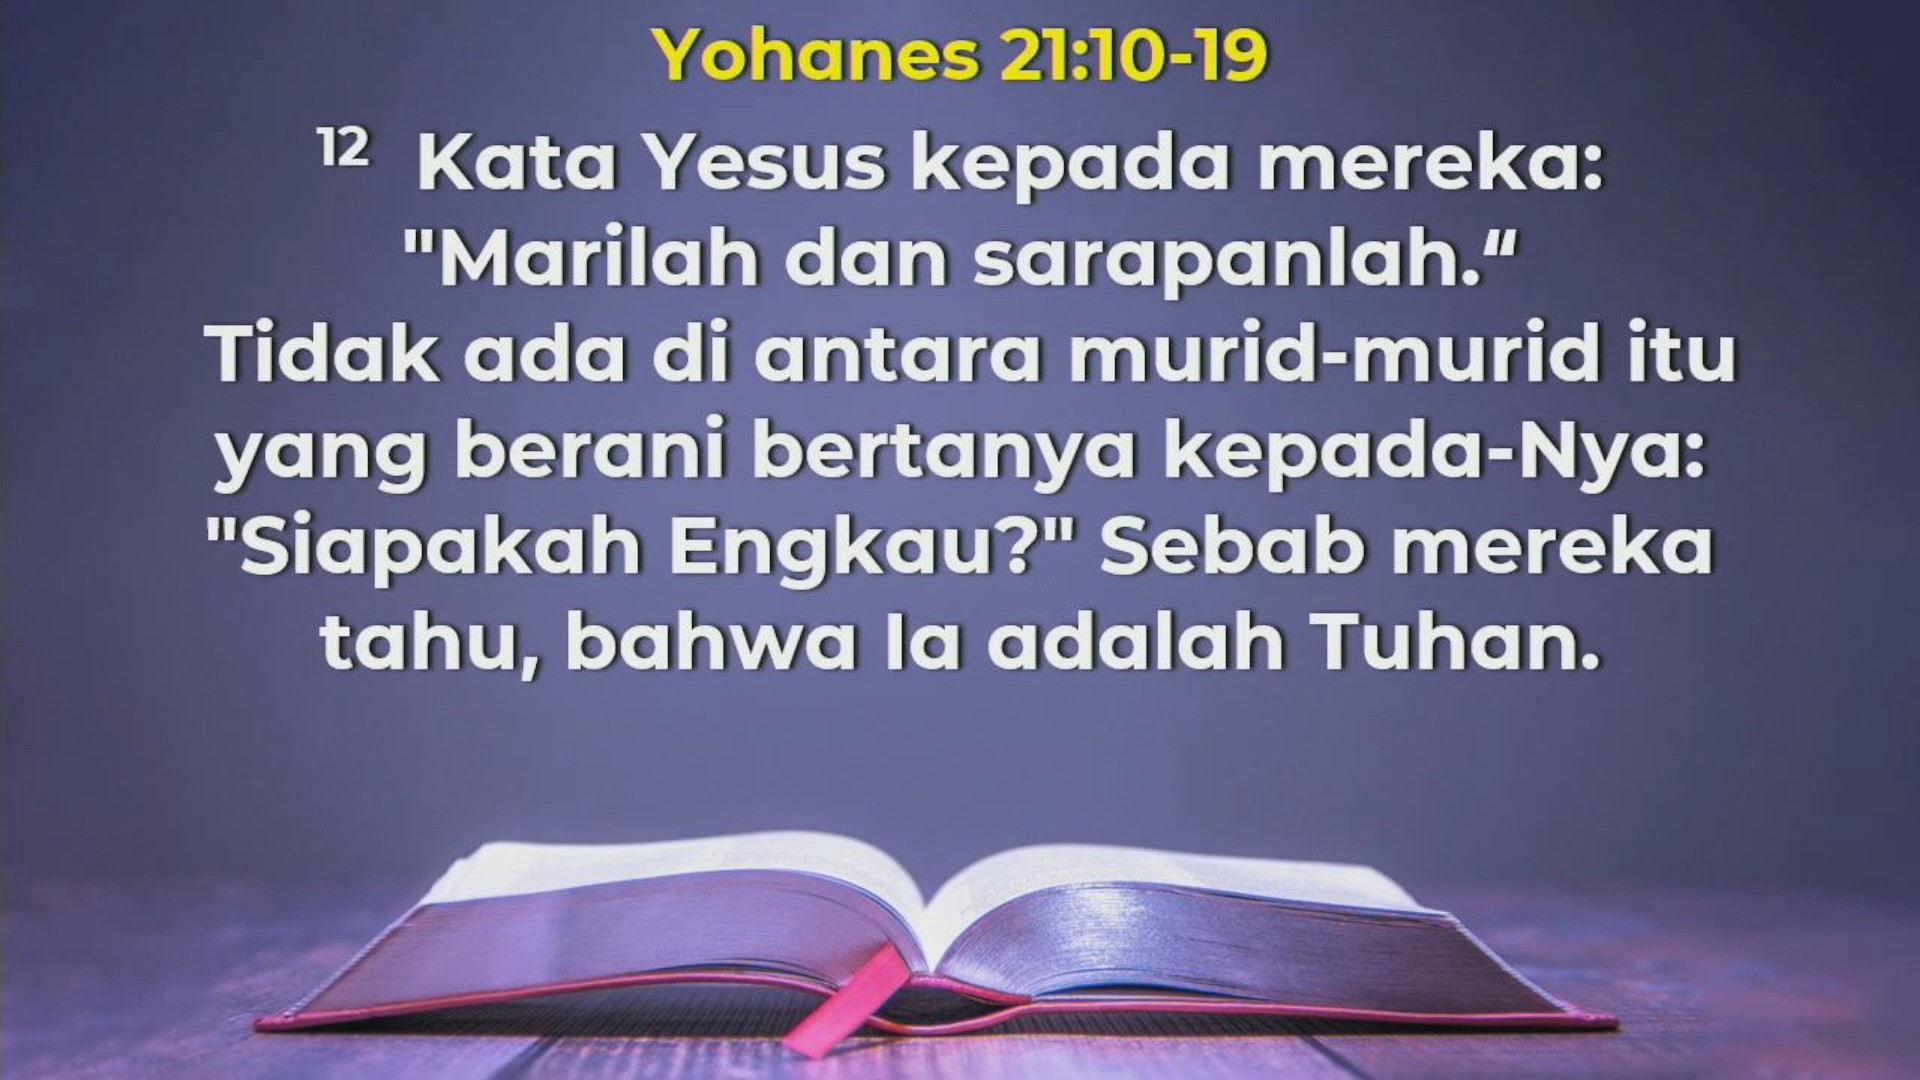 Yohanes 21:10-19
12 Kata Yesus kepada mereka:
"Marilah dan sarapanlah.“
Tidak ada di antara murid-murid itu
yang berani bertanya kepada-Nya:
"Siapakah Engkau?" Sebab mereka
tahu, bahwa Ia adalah Tuhan.